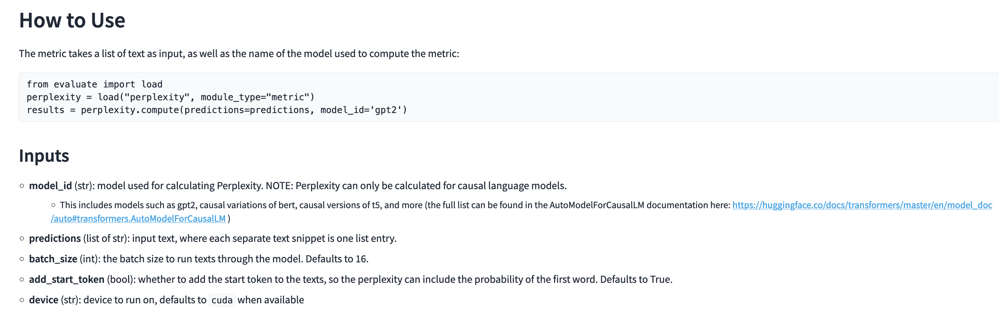 How to Use
The metric takes a list of text as input, as well as the name of the model used to compute the metric:
from evaluate import load
perplexity = load("perplexity", module_type="metric")
results = perplexity.compute(predictions=predictions, model_id='gpt2')
Inputs
○ model_id (str): model used for calculating Perplexity. NOTE: Perplexity can only be calculated for causal language models.
○ This includes models such as gpt2, causal variations of bert, causal versions of t5, and more (the full list can be found in the AutoModelForCausalLM documentation here: https://huggingface.co/docs/transformers/master/en/model_doc
/auto#transformers.AutoModelForCausalLM )
○ predictions (list of str): input text, where each separate text snippet is one list entry.
○ batch_size (int): the batch size to run texts through the model. Defaults to 16.
○ add_start_token (bool): whether to add the start token to the texts, so the perplexity can include the probability of the first word. Defaults to True.
○ device (str): device to run on, defaults to cuda when available